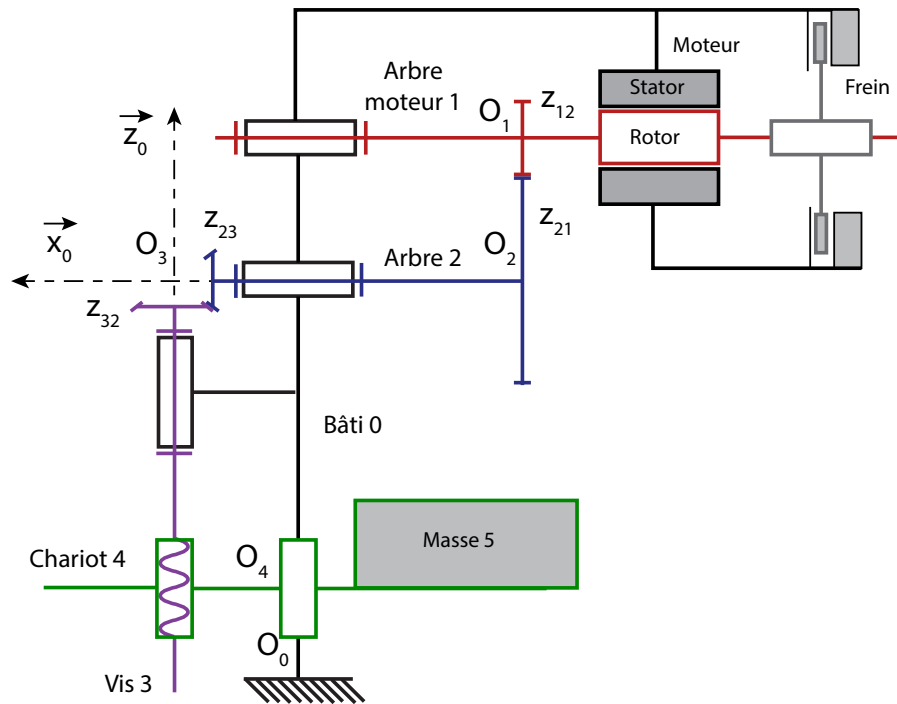 Moteur
Arbre
moteur 1
Stator
Frein
O1
z12
Rotor
z0
x0
O3
z23
Arbre 2
O2
z21
z32
Bâti 0
Masse 5
Chariot 4
O4
O0
Vis 3